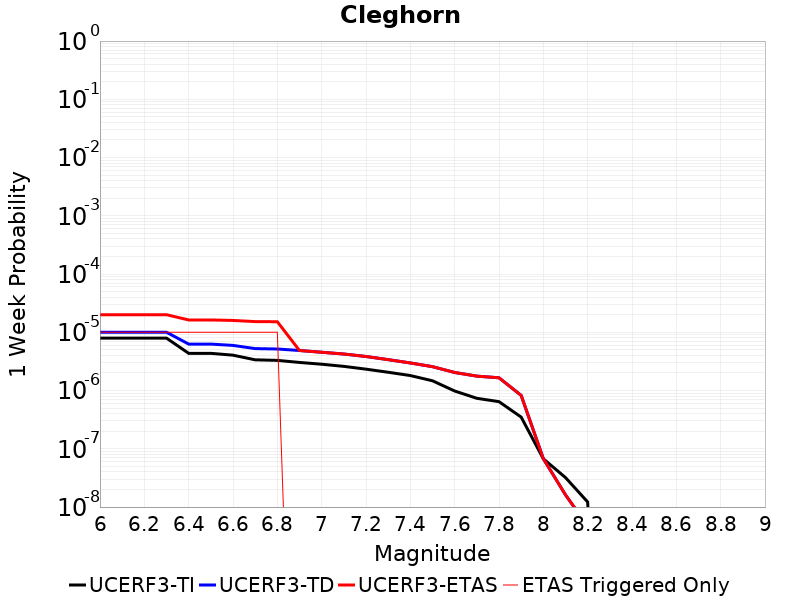 Cleghorn
1 Week Probability
10^0
10^-1
10^-2
10^-3
10^-4
10^-5
10^-6
10^-7
10^-8
6 6.2 6.4 6.6 6.8 7 7.2 7.4 7.6 7.8 8 8.2 8.4 8.6 8.8 9
Magnitude
UCERF3-TI UCERF3-TD UCERF3-ETAS ETAS Triggered Only